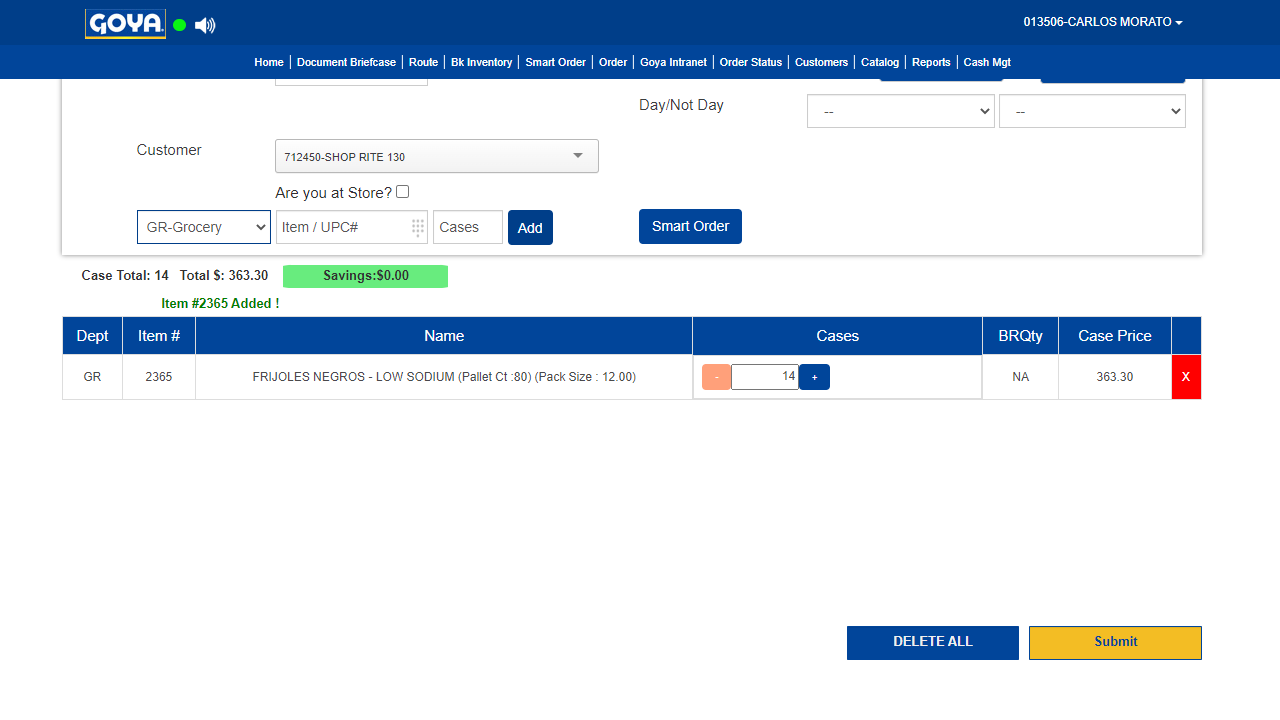 GOYA
013506-CARLOS MORATO
Home | Document Briefcase | Route | Bk Inventory | Smart Order | Order | Goya Intranet | Order Status | Customers | Catalog | Reports | Cash Mgt
Day/Not Day -- --
Customer 712450-SHOP RITE 130
Are you at Store?
GR-Grocery Item / UPC# Cases Add Smart Order
Case Total: 14 Total $: 363.30 Savings:$0.00
Item #2365 Added !
Dept Item # Name Cases BRQty Case Price
GR 2365 FRIJOLES NEGROS - LOW SODIUM (Pallet Ct :80) (Pack Size : 12.00) - 14 + NA 363.30 X
DELETE ALL Submit